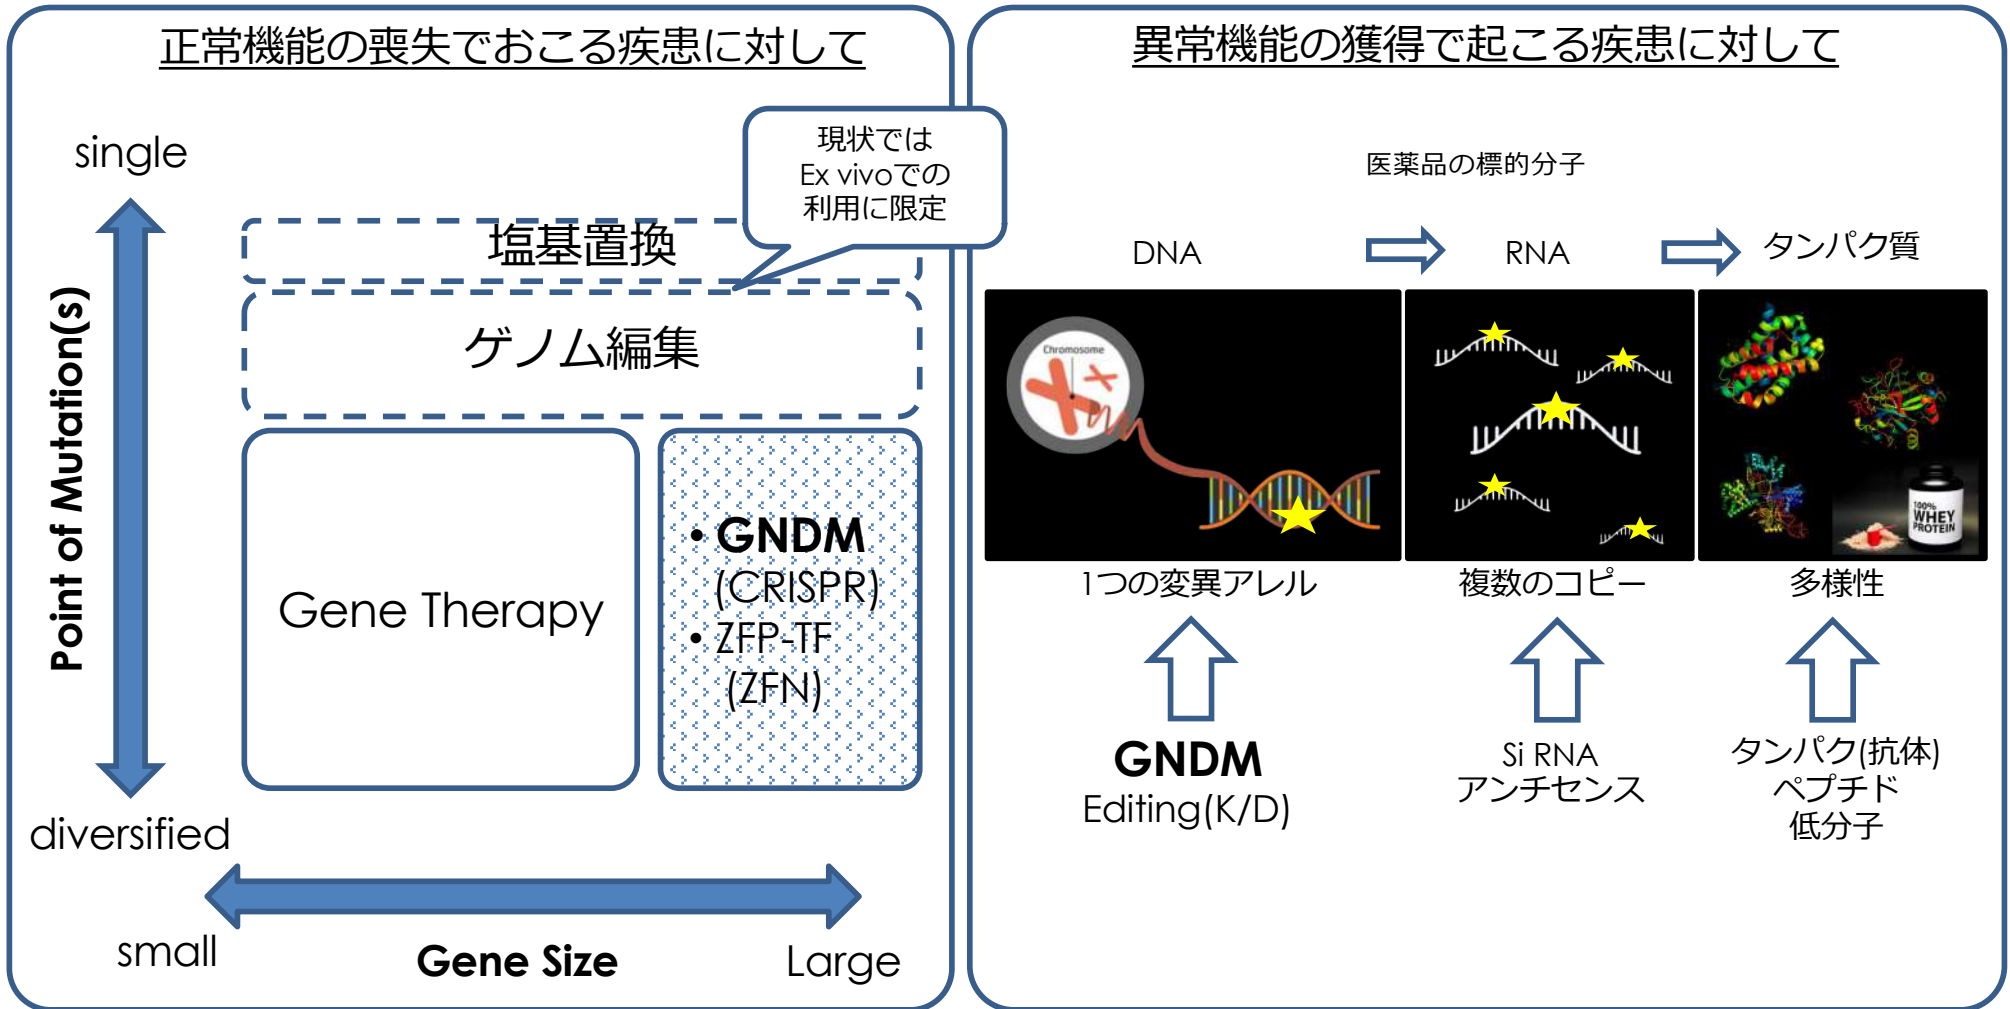 正常機能の喪失でおこる疾患に対して
single
現状では
Ex vivoでの
利用に限定
塩基置換
ゲノム編集
Point of Mutation(s)
Gene Therapy
• GNDM
(CRISPR)
• ZFP-TF
(ZFN)
diversified
small
Gene Size
Large
異常機能の獲得で起こる疾患に対して
医薬品の標的分子
DNA
RNA
タンパク質
Chromosome
100%
WHEY
PROTEIN
1つの変異アレル
複数のコピー
多様性
GNDM
Editing(K/D)
Si RNA
アンチセンス
タンパク(抗体)
ペプチド
低分子